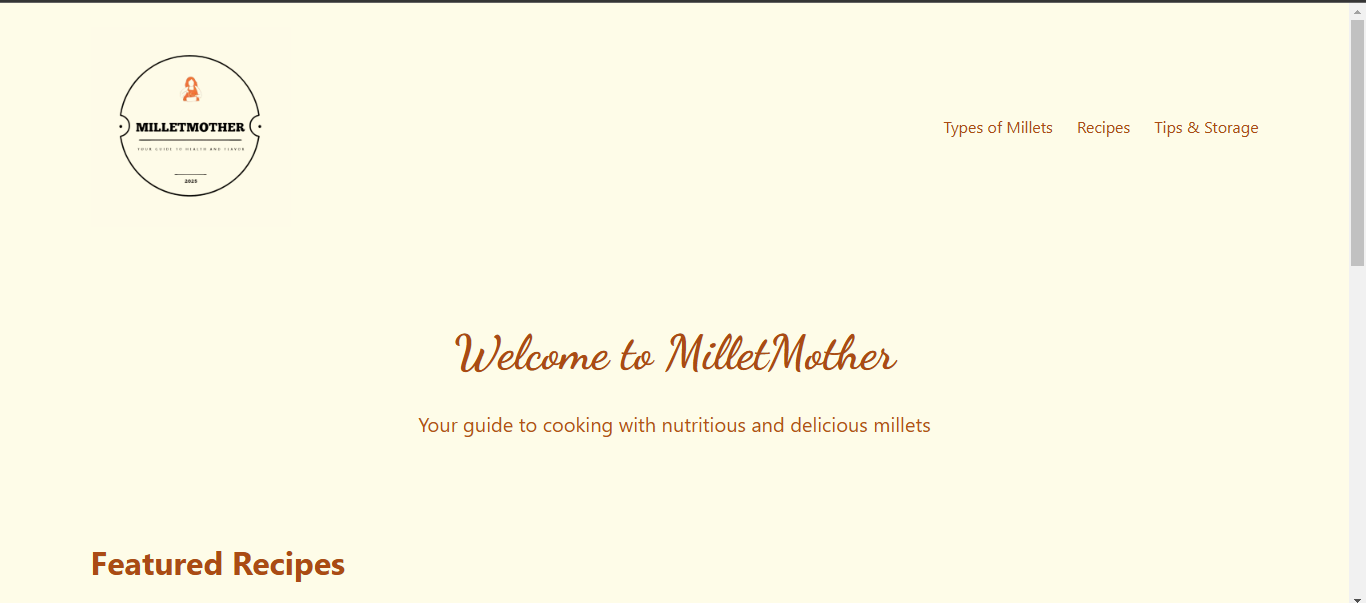 MILLETMOTHER
YOUR GUIDE TO HEALTH AND FLAVOR
2025
Types of Millets Recipes Tips & Storage
Welcome to MilletMother
Your guide to cooking with nutritious and delicious millets
Featured Recipes